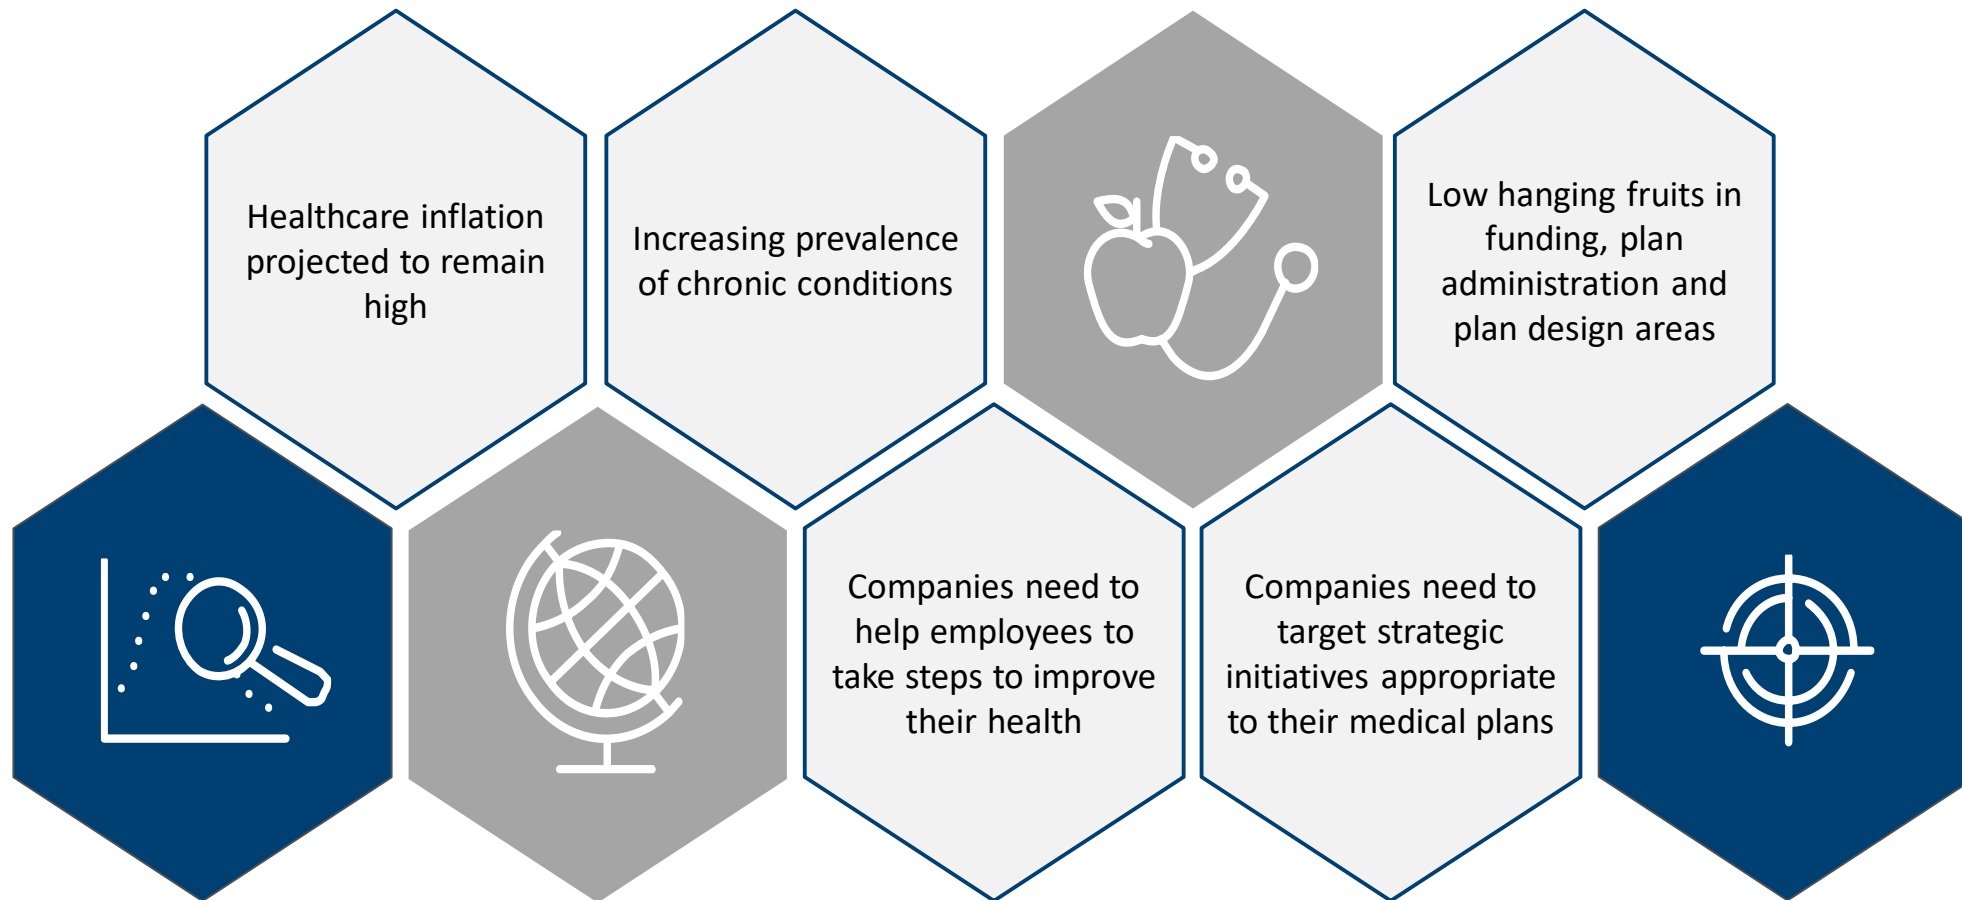 Healthcare inflation
projected to remain
high
Increasing prevalence
of chronic conditions
Low hanging fruits in
funding, plan
administration and
plan design areas
Companies need to
help employees to
take steps to improve
their health
Companies need to
target strategic
initiatives appropriate
to their medical plans